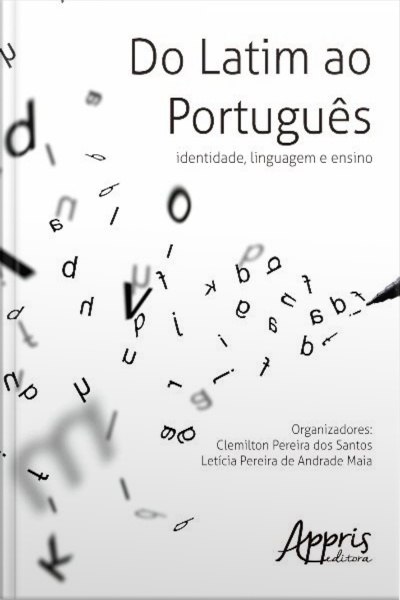 Do Latim ao
Português
identidade, linguagem e ensino
Organizadores:
Clemilton Pereira dos Santos
Letícia Pereira de Andrade Maia
Appris
editora